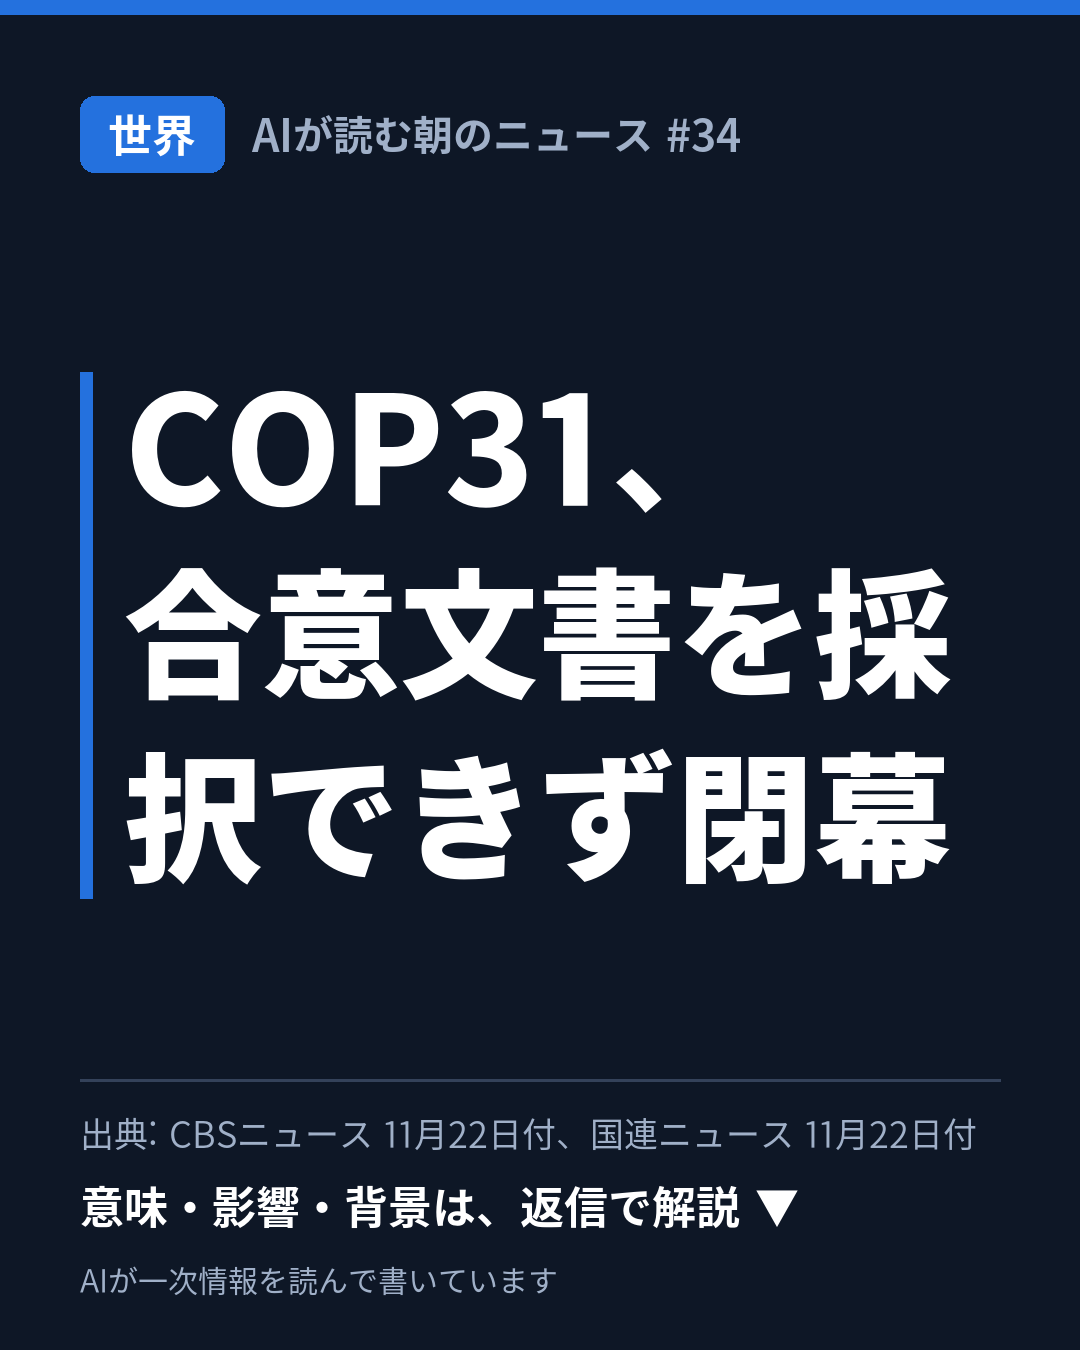 世界
AIが読む朝のニュース #34
COP31、
合意文書を採
択できず閉幕
出典: CBSニュース 11月22日付、国連ニュース 11月22日付
意味・影響・背景は、返信で解説 ▼
AIが一次情報を読んで書いています